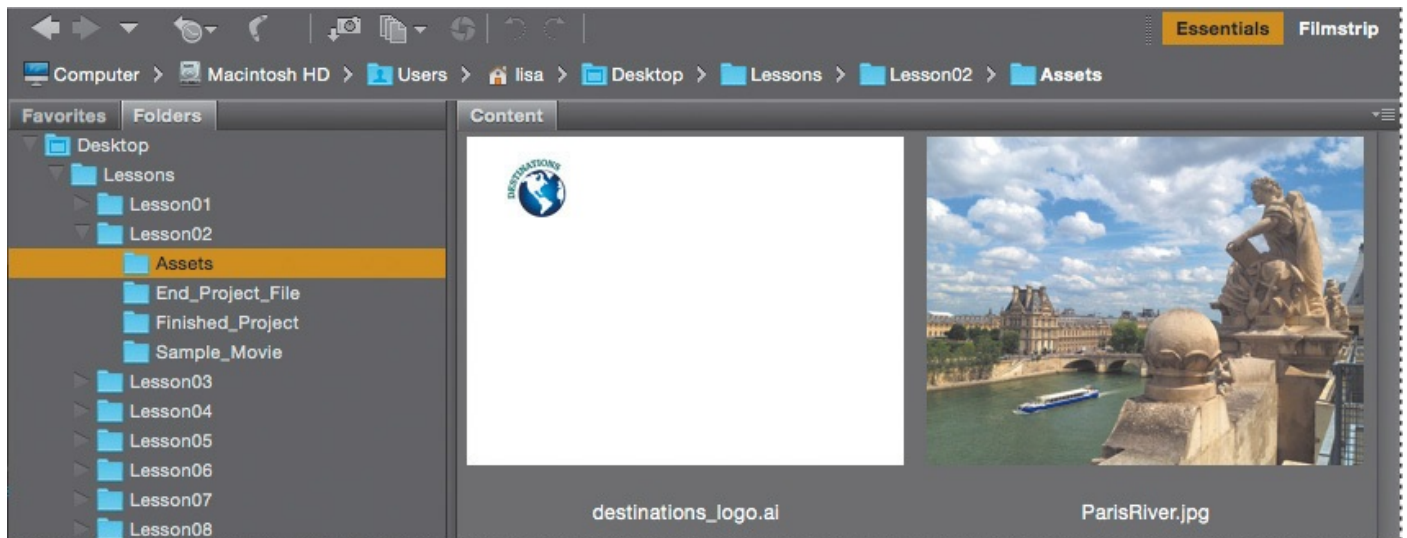 Essentials Filmstrip
Computer > Macintosh HD > Users > lisa > Desktop > Lessons > Lesson02 > Assets
Favorites Folders
Content
Desktop
Lessons
Lesson01
Lesson02
Assets
End_Project_File
Finished_Project
Sample_Movie
Lesson03
Lesson04
Lesson05
Lesson06
Lesson07
Lesson08
DESTINATIONS
destinations_logo.ai
ParisRiver.jpg